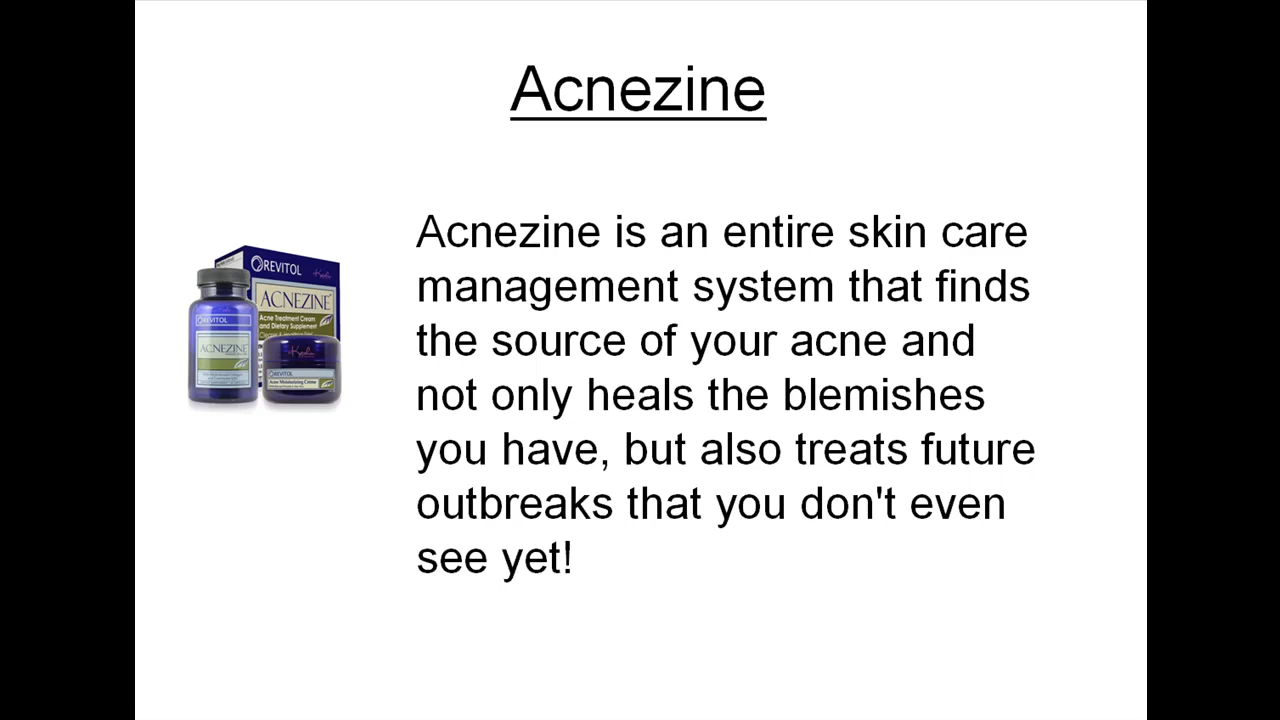 Acnezine
Acnezine is an entire skin care
management system that finds
the source of your acne and
not only heals the blemishes
you have, but also treats future
outbreaks that you don't even
see yet!
REVITOL
ACNEZINE
Acne Treatment Cream
and Dietary Supplement
REVITOL
ACNEZINE
REVITOL
Acne Moisturizing Crème